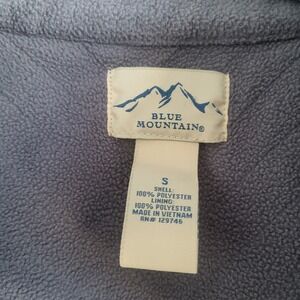 BLUE
MOUNTAIN®
S
SHELL:
100% POLYESTER
LINING:
100% POLYESTER
MADE IN VIETNAM
RN# 129746